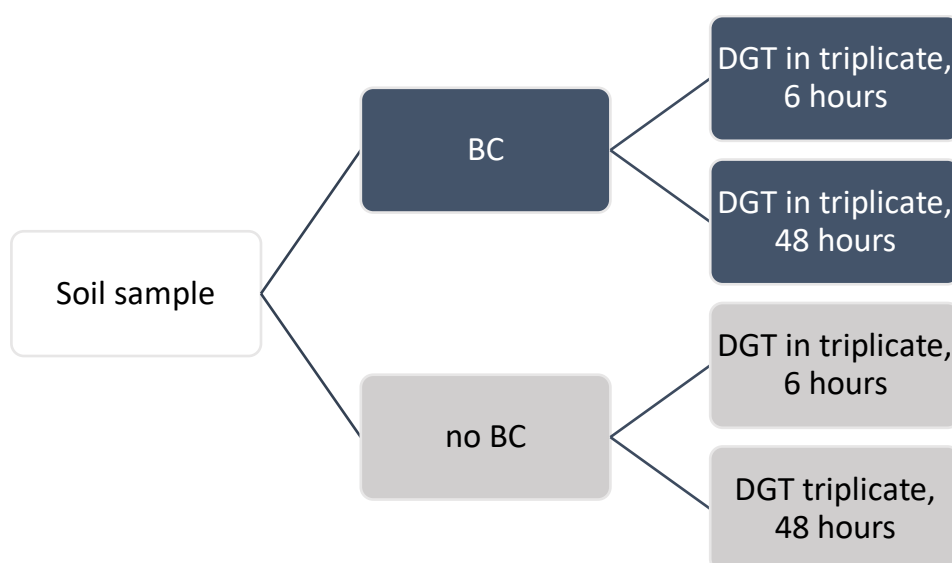 Soil sample
BC
DGT in triplicate,
6 hours
DGT in triplicate,
48 hours
no BC
DGT in triplicate,
6 hours
DGT triplicate,
48 hours